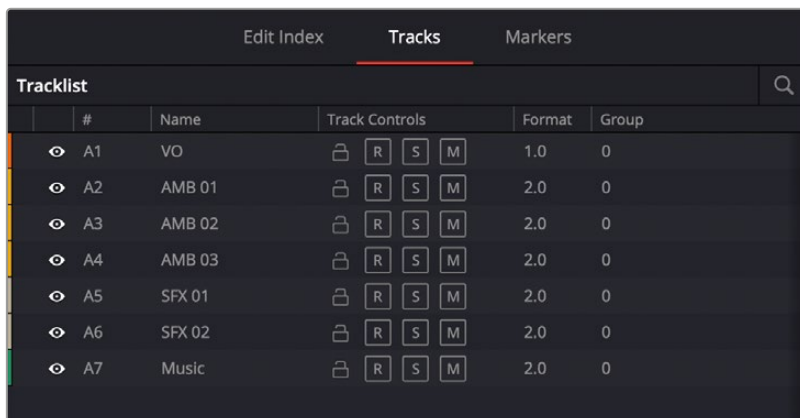 Edit Index Tracks Markers
Tracklist
# Name Track Controls Format Group
A1 VO R S M 1.0 0
A2 AMB 01 R S M 2.0 0
A3 AMB 02 R S M 2.0 0
A4 AMB 03 R S M 2.0 0
A5 SFX 01 R S M 2.0 0
A6 SFX 02 R S M 2.0 0
A7 Music R S M 2.0 0